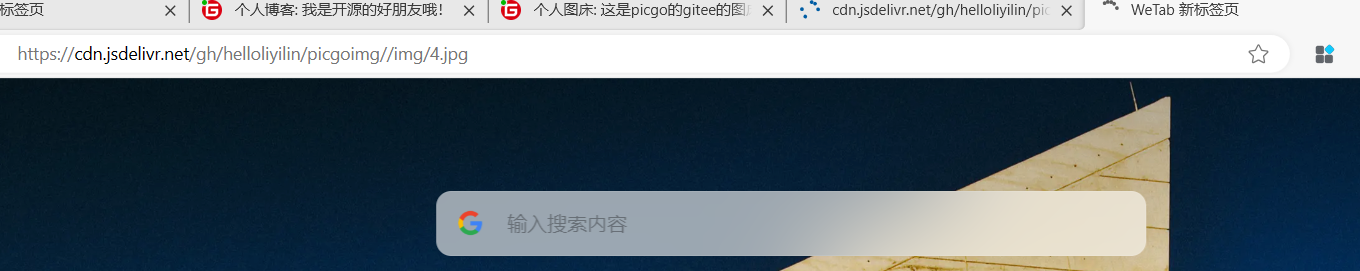 标签页
个人博客: 我是开源的好朋友哦!
个人图床: 这是picgo的gitee的图床
cdn.jsdelivr.net/gh/helloliyilin/pic
WeTab 新标签页
https://cdn.jsdelivr.net/gh/helloliyilin/picgoimg//img/4.jpg
输入搜索内容